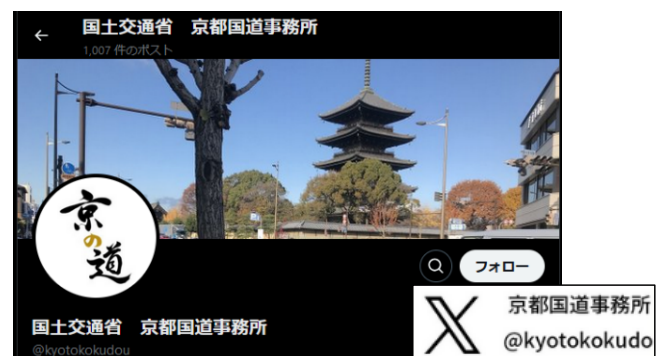 国土交通省　京都国道事務所
1,007 件のポスト
京の道
フォロー
国土交通省　京都国道事務所
@kyotokokudou
京都国道事務所
@kyotokokudo